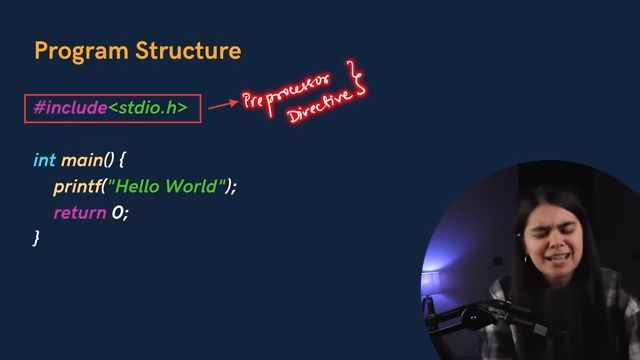 Program Structure
#include<stdio.h>
Preprocessor
Directive
int main() {
printf("Hello World");
return 0;
}